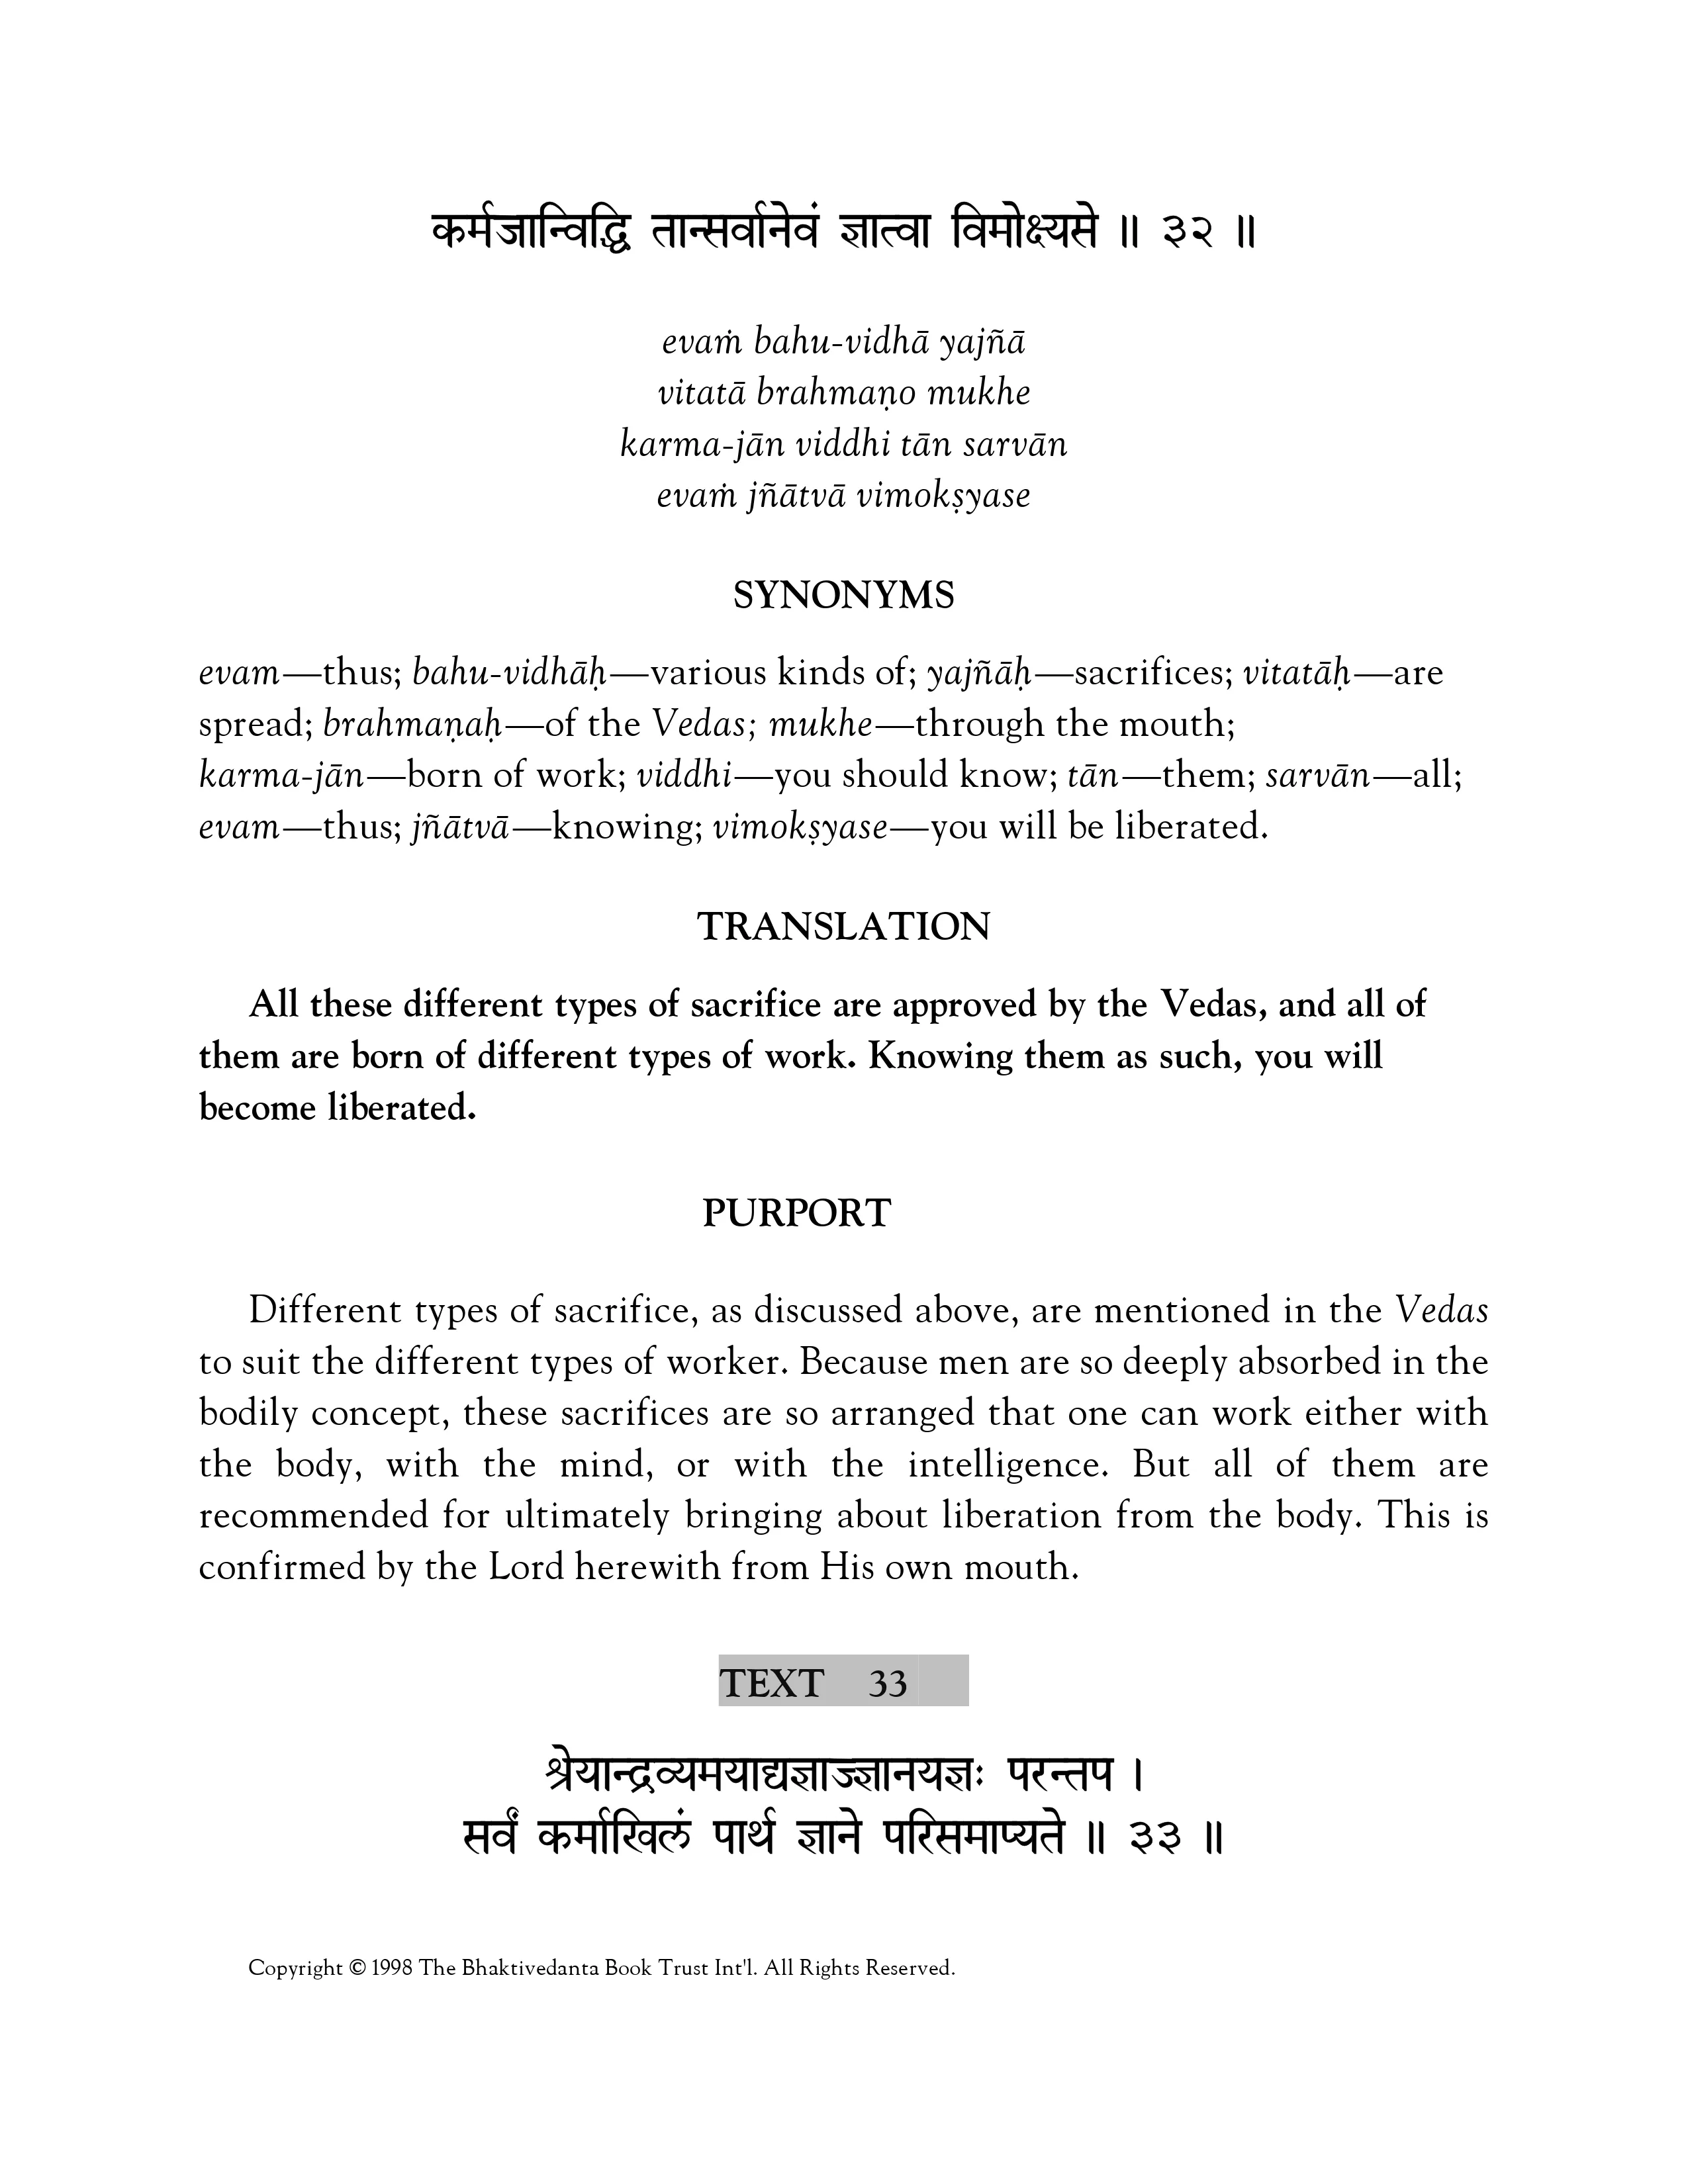 कर्मजान्विद्धि तान्सर्वानेवं ज्ञात्वा विमोक्ष्यसे ॥ ३२ ॥
evaṁ bahu-vidhā yajñā
vitatā brahmaṇo mukhe
karma-jān viddhi tān sarvān
evaṁ jñātvā vimokṣyase
SYNONYMS
evam—thus; bahu-vidhāḥ—various kinds of; yajñāḥ—sacrifices; vitatāḥ—are
spread; brahmaṇaḥ—of the Vedas; mukhe—through the mouth;
karma-jān—born of work; viddhi—you should know; tān—them; sarvān—all;
evam—thus; jñātvā—knowing; vimokṣyase—you will be liberated.
TRANSLATION
All these different types of sacrifice are approved by the Vedas, and all of
them are born of different types of work. Knowing them as such, you will
become liberated.
PURPORT
Different types of sacrifice, as discussed above, are mentioned in the Vedas
to suit the different types of worker. Because men are so deeply absorbed in the
bodily concept, these sacrifices are so arranged that one can work either with
the body, with the mind, or with the intelligence. But all of them are
recommended for ultimately bringing about liberation from the body. This is
confirmed by the Lord herewith from His own mouth.
TEXT 33
श्रेयान्द्रव्यमयाद्यज्ञाज्ज्ञानयज्ञः परन्तप ।
सर्वं कर्माखिलं पार्थ ज्ञाने परिसमाप्यते ॥ ३३ ॥
Copyright © 1998 The Bhaktivedanta Book Trust Int'l. All Rights Reserved.